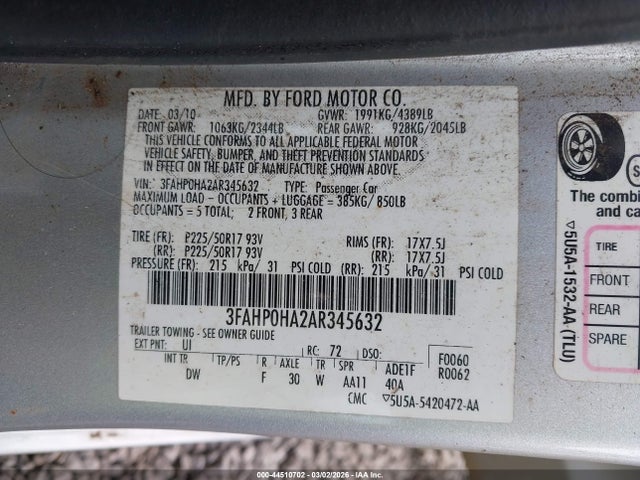 MFD. BY FORD MOTOR CO.
DATE: 03/10 GVWR: 1991KG/4389LB
FRONT GAWR: 1063KG/2344LB REAR GAWR: 928KG/2045LB
THIS VEHICLE CONFORMS TO ALL APPLICABLE FEDERAL MOTOR
VEHICLE SAFETY, BUMPER, AND THEFT PREVENTION STANDARDS
IN EFFECT ON THE DATE OF MANUFACTURE SHOWN ABOVE.
VIN: 3FAHP0HA2AR345632 TYPE: Passenger Car
MAXIMUM LOAD - OCCUPANTS + LUGGAGE = 385KG/850LB
OCCUPANTS = 5 TOTAL; 2 FRONT, 3 REAR
TIRE (FR): P225/50R17 93V RIMS (FR): 17X7.5J
(RR): P225/50R17 93V (RR): 17X7.5J
PRESSURE (FR): 215 kPa/ 31 PSI COLD (RR): 215 kPa/31 PSI COLD
3FAHP0HA2AR345632
TRAILER TOWING - SEE OWNER GUIDE
EXT PNT: UI RC: 72 DSO: F0060
R0062
INT TR TP/PS R AXLE TR SPR ADE1F
DW F 30 W AA11 40A
CMC ▽5U5A-5420472-AA
The combin
and ca
TIRE
FRONT
REAR
SPARE
▽5U5A-1532-AA (TLU)
000-44510702 - 03/02/2026 - IAA Inc.